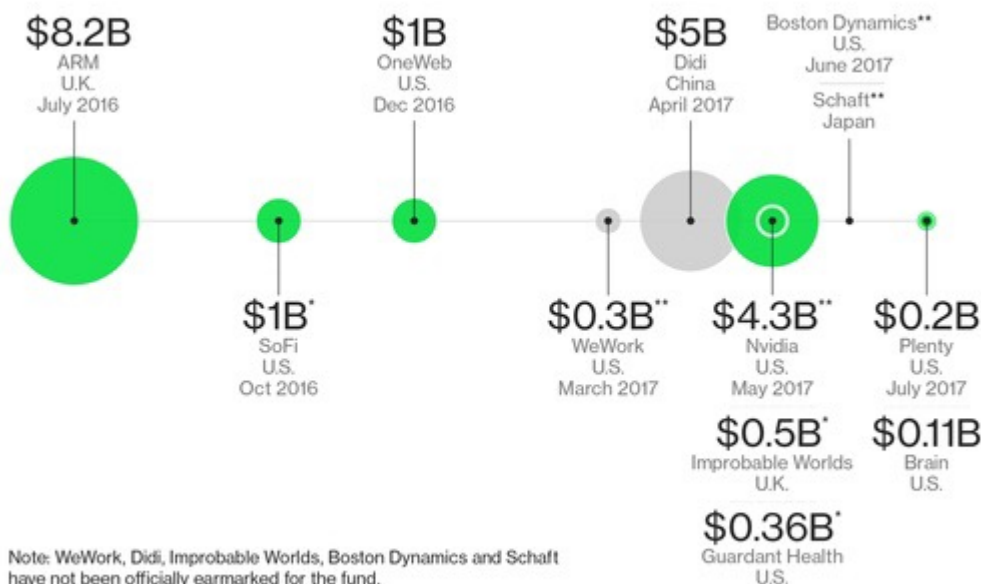 $8.2B
ARM
U.K.
July 2016
$1B
OneWeb
U.S.
Dec 2016
$5B
Didi
China
April 2017
Boston Dynamics**
U.S.
June 2017
Schaft**
Japan
$1B*
SoFi
U.S.
Oct 2016
$0.3B**
WeWork
U.S.
March 2017
$4.3B**
Nvidia
U.S.
May 2017
$0.5B*
Improbable Worlds
U.K.
$0.36B*
Guardant Health
U.S.
$0.2B
Plenty
U.S.
July 2017
$0.11B
Brain
U.S.
Note: WeWork, Didi, Improbable Worlds, Boston Dynamics and Schaft
have not been officially earmarked for the fund.